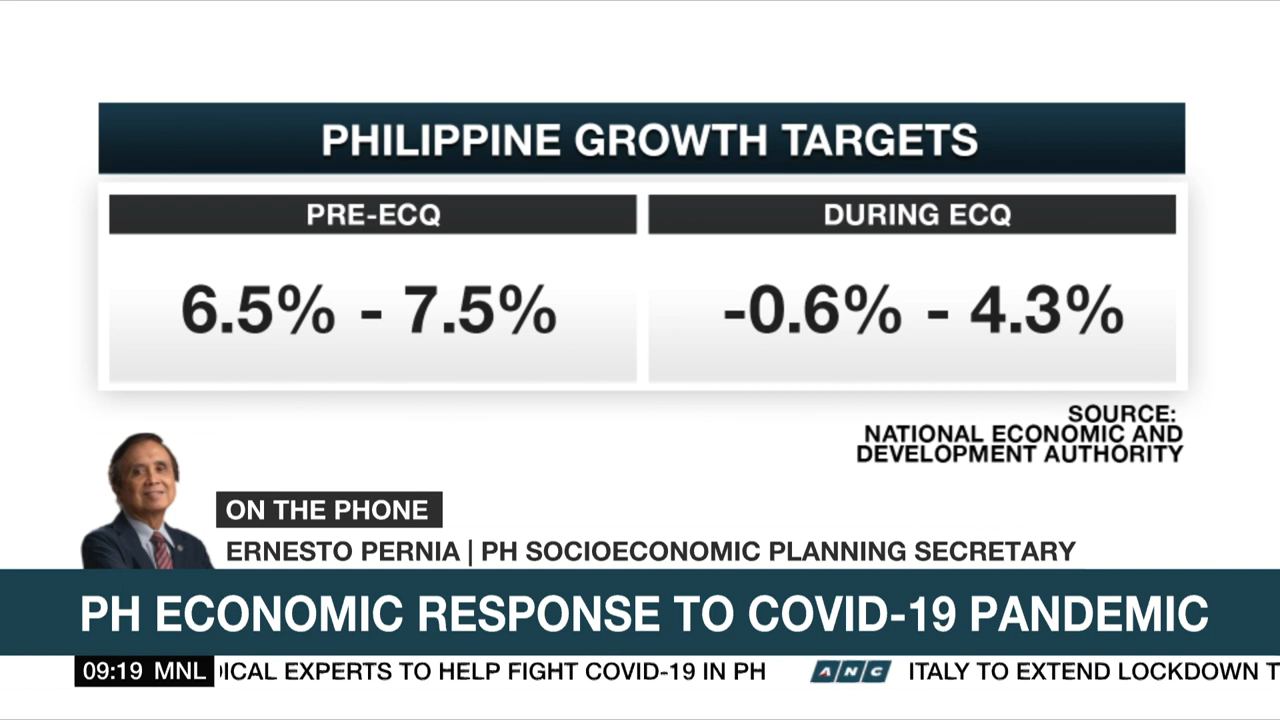 PHILIPPINE GROWTH TARGETS
PRE-ECQ
DURING ECQ
6.5% - 7.5%
-0.6% - 4.3%
SOURCE:
NATIONAL ECONOMIC AND
DEVELOPMENT AUTHORITY
ON THE PHONE
ERNESTO PERNIA | PH SOCIOECONOMIC PLANNING SECRETARY
PH ECONOMIC RESPONSE TO COVID-19 PANDEMIC
09:19 MNL ICAL EXPERTS TO HELP FIGHT COVID-19 IN PH ANC ITALY TO EXTEND LOCKDOWN T